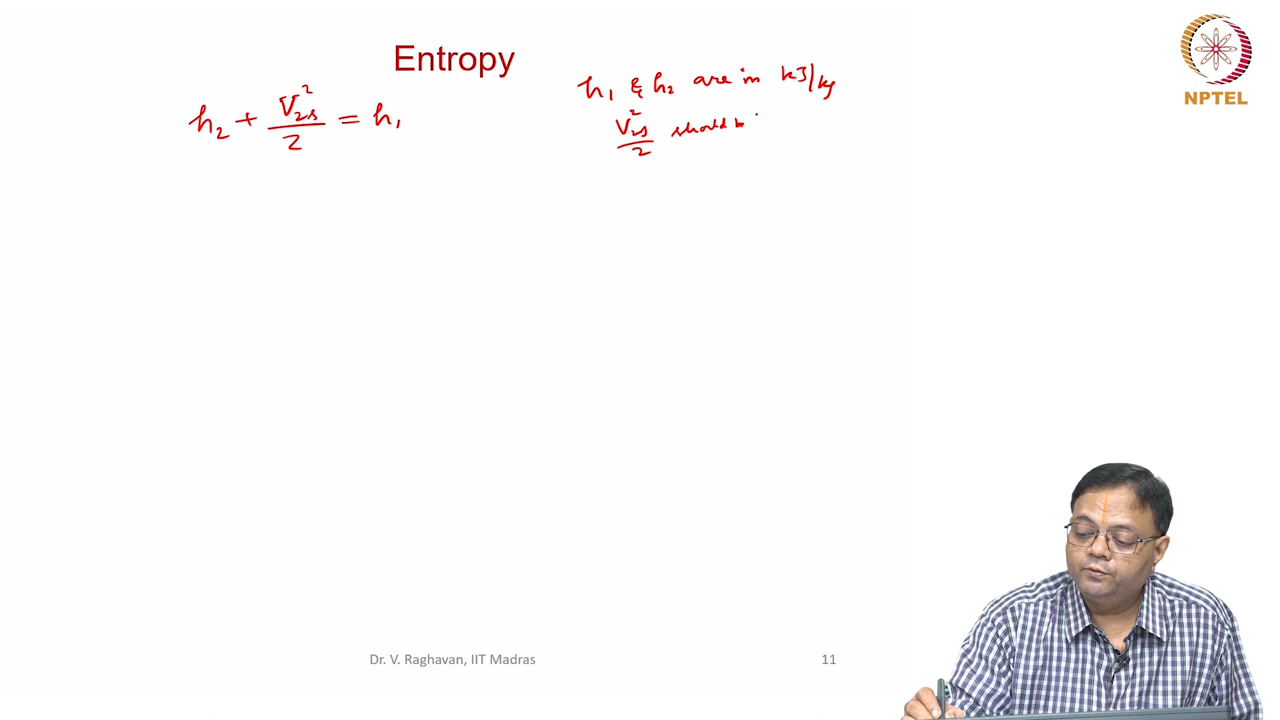 Entropy
h₂ + V₂ₛ²/2 = h₁
h₁ & h₂ are in kJ/kg
V₂ₛ²/2 should b
NPTEL
Dr. V. Raghavan, IIT Madras
11